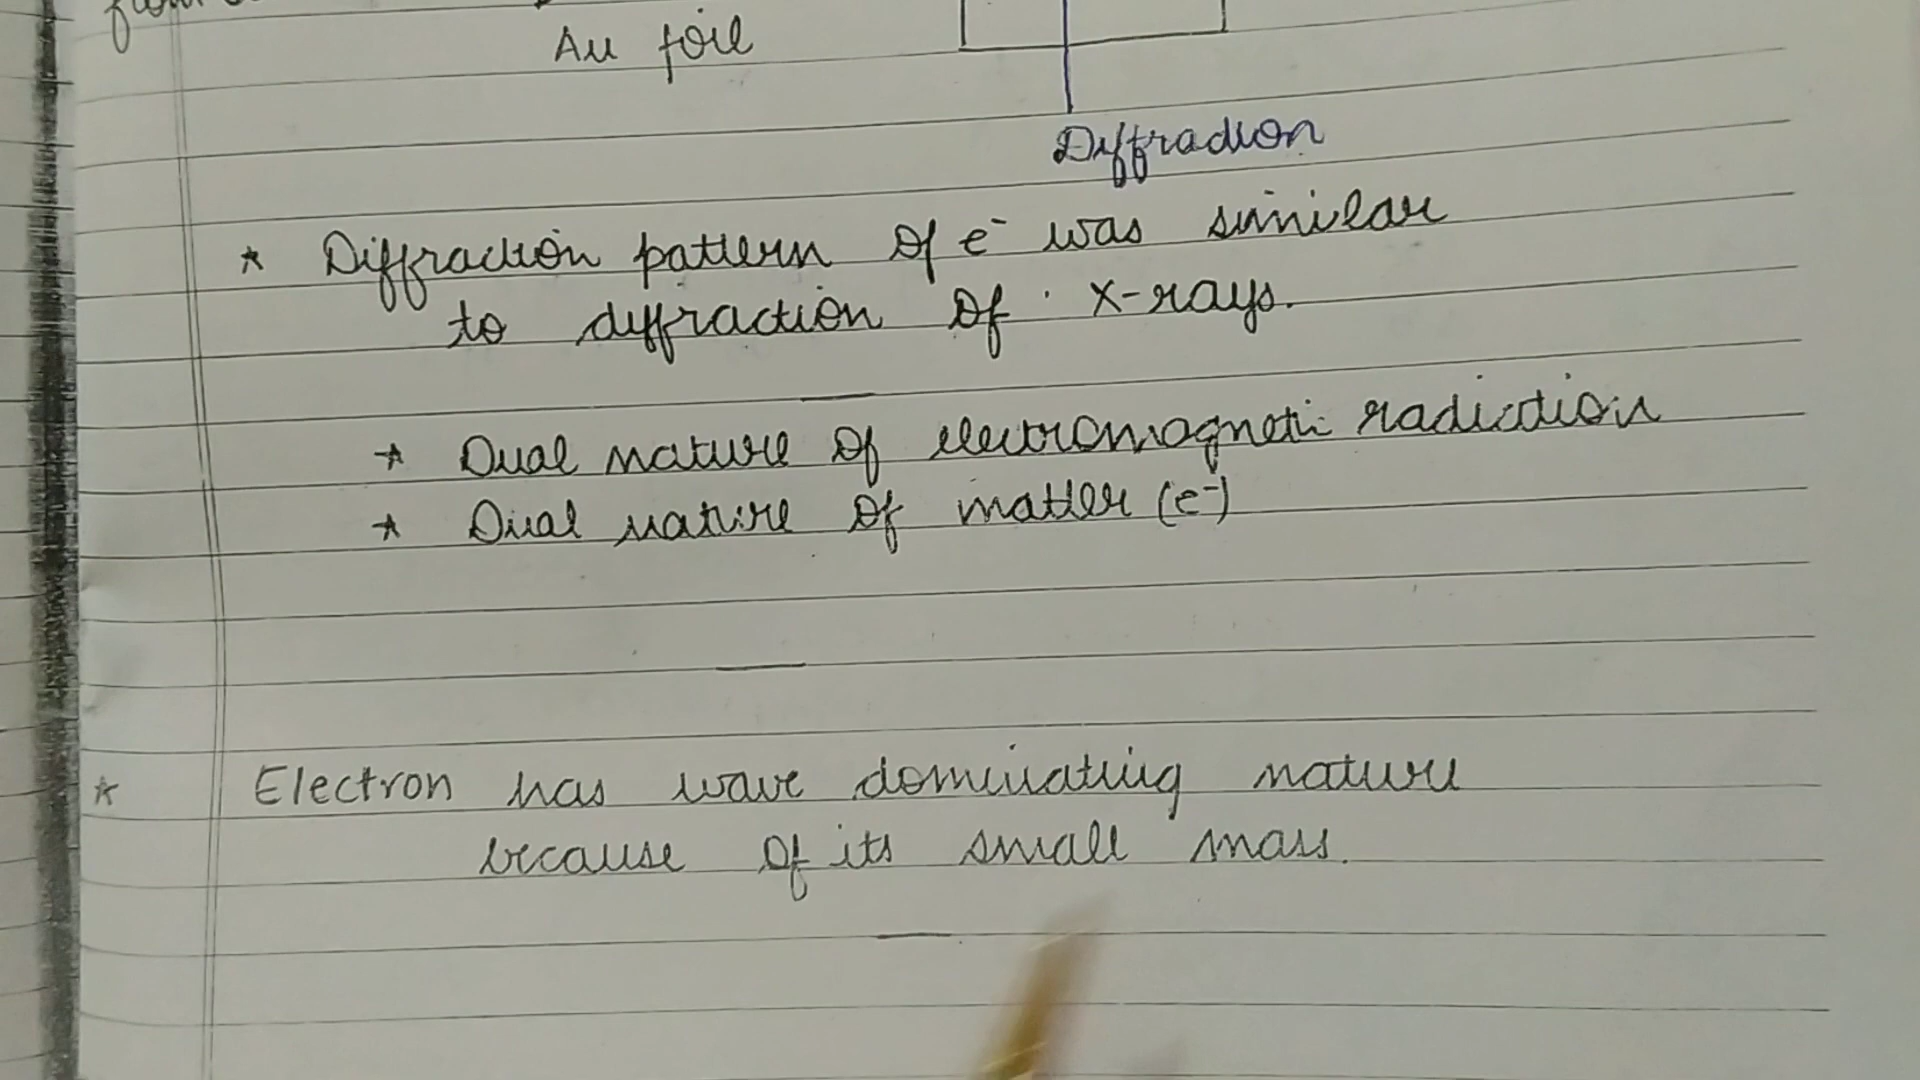 Au foil
Diffraction
* Diffraction pattern of e⁻ was similar
to diffraction of x-rays.
* Dual nature of electromagnetic radiation
* Dual nature of matter (e⁻)
* Electron has wave dominating nature
because of its small mass.